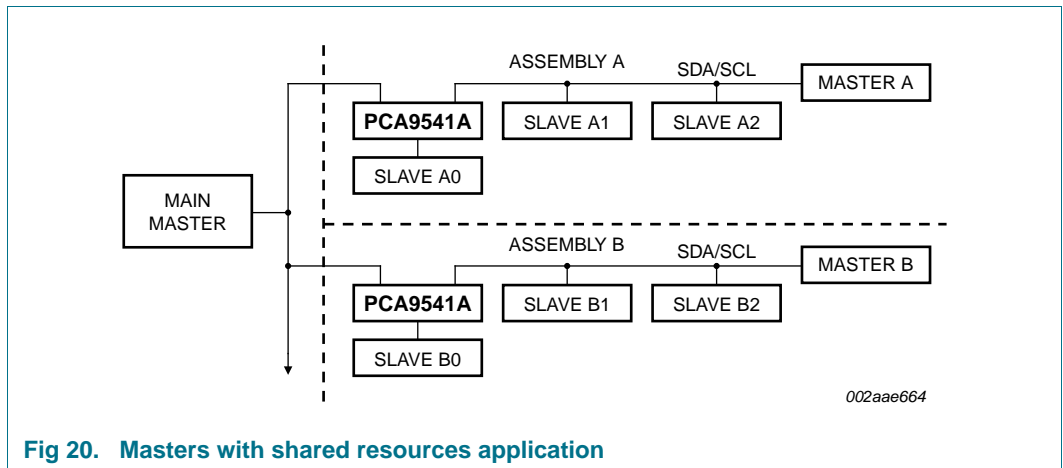 ASSEMBLY A
SDA/SCL
MASTER A
PCA9541A
SLAVE A1
SLAVE A2
SLAVE A0
MAIN
MASTER
ASSEMBLY B
SDA/SCL
MASTER B
PCA9541A
SLAVE B1
SLAVE B2
SLAVE B0
002aae664
Fig 20. Masters with shared resources application